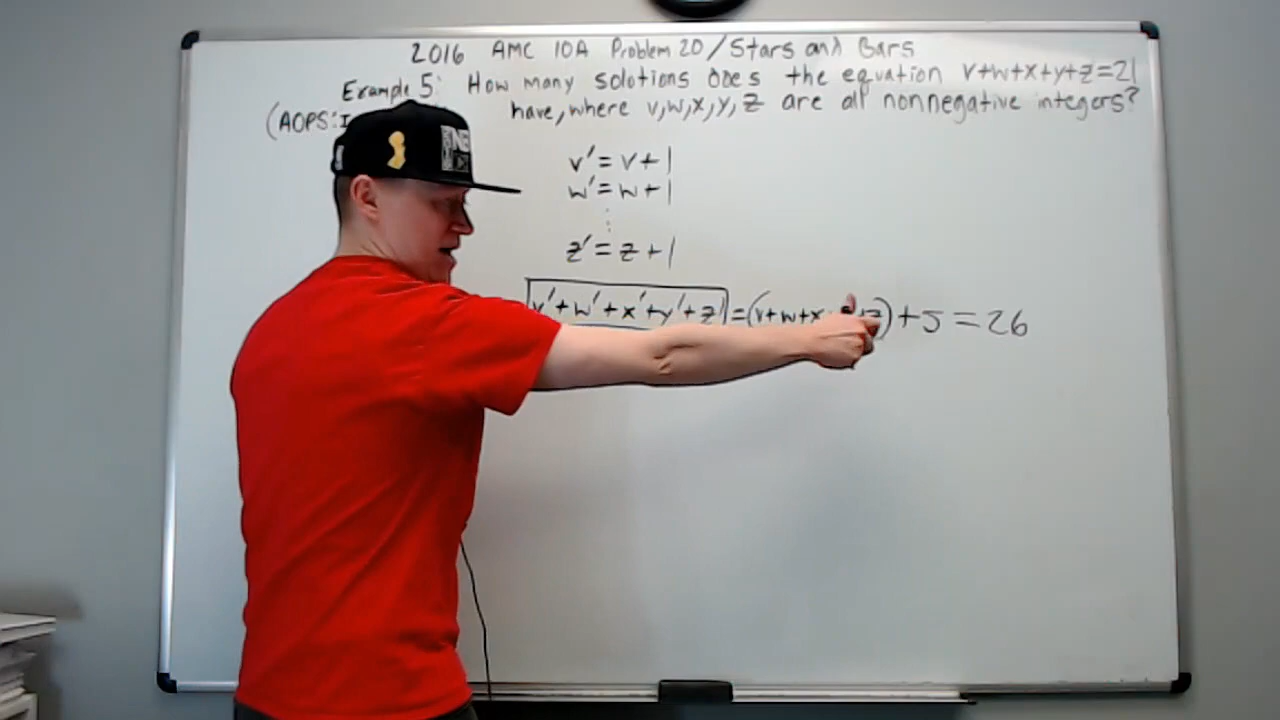 2016 AMC 10A Problem 20/Stars and Bars
Example 5: How many solutions does the equation v+w+x+y+z=21
(AOPS:I have, where v,w,x,y,z are all nonnegative integers?
v'=v+1
w'=w+1
⋮
z'=z+1
v'+w'+x'+y'+z' =(v+w+x z)+5=26